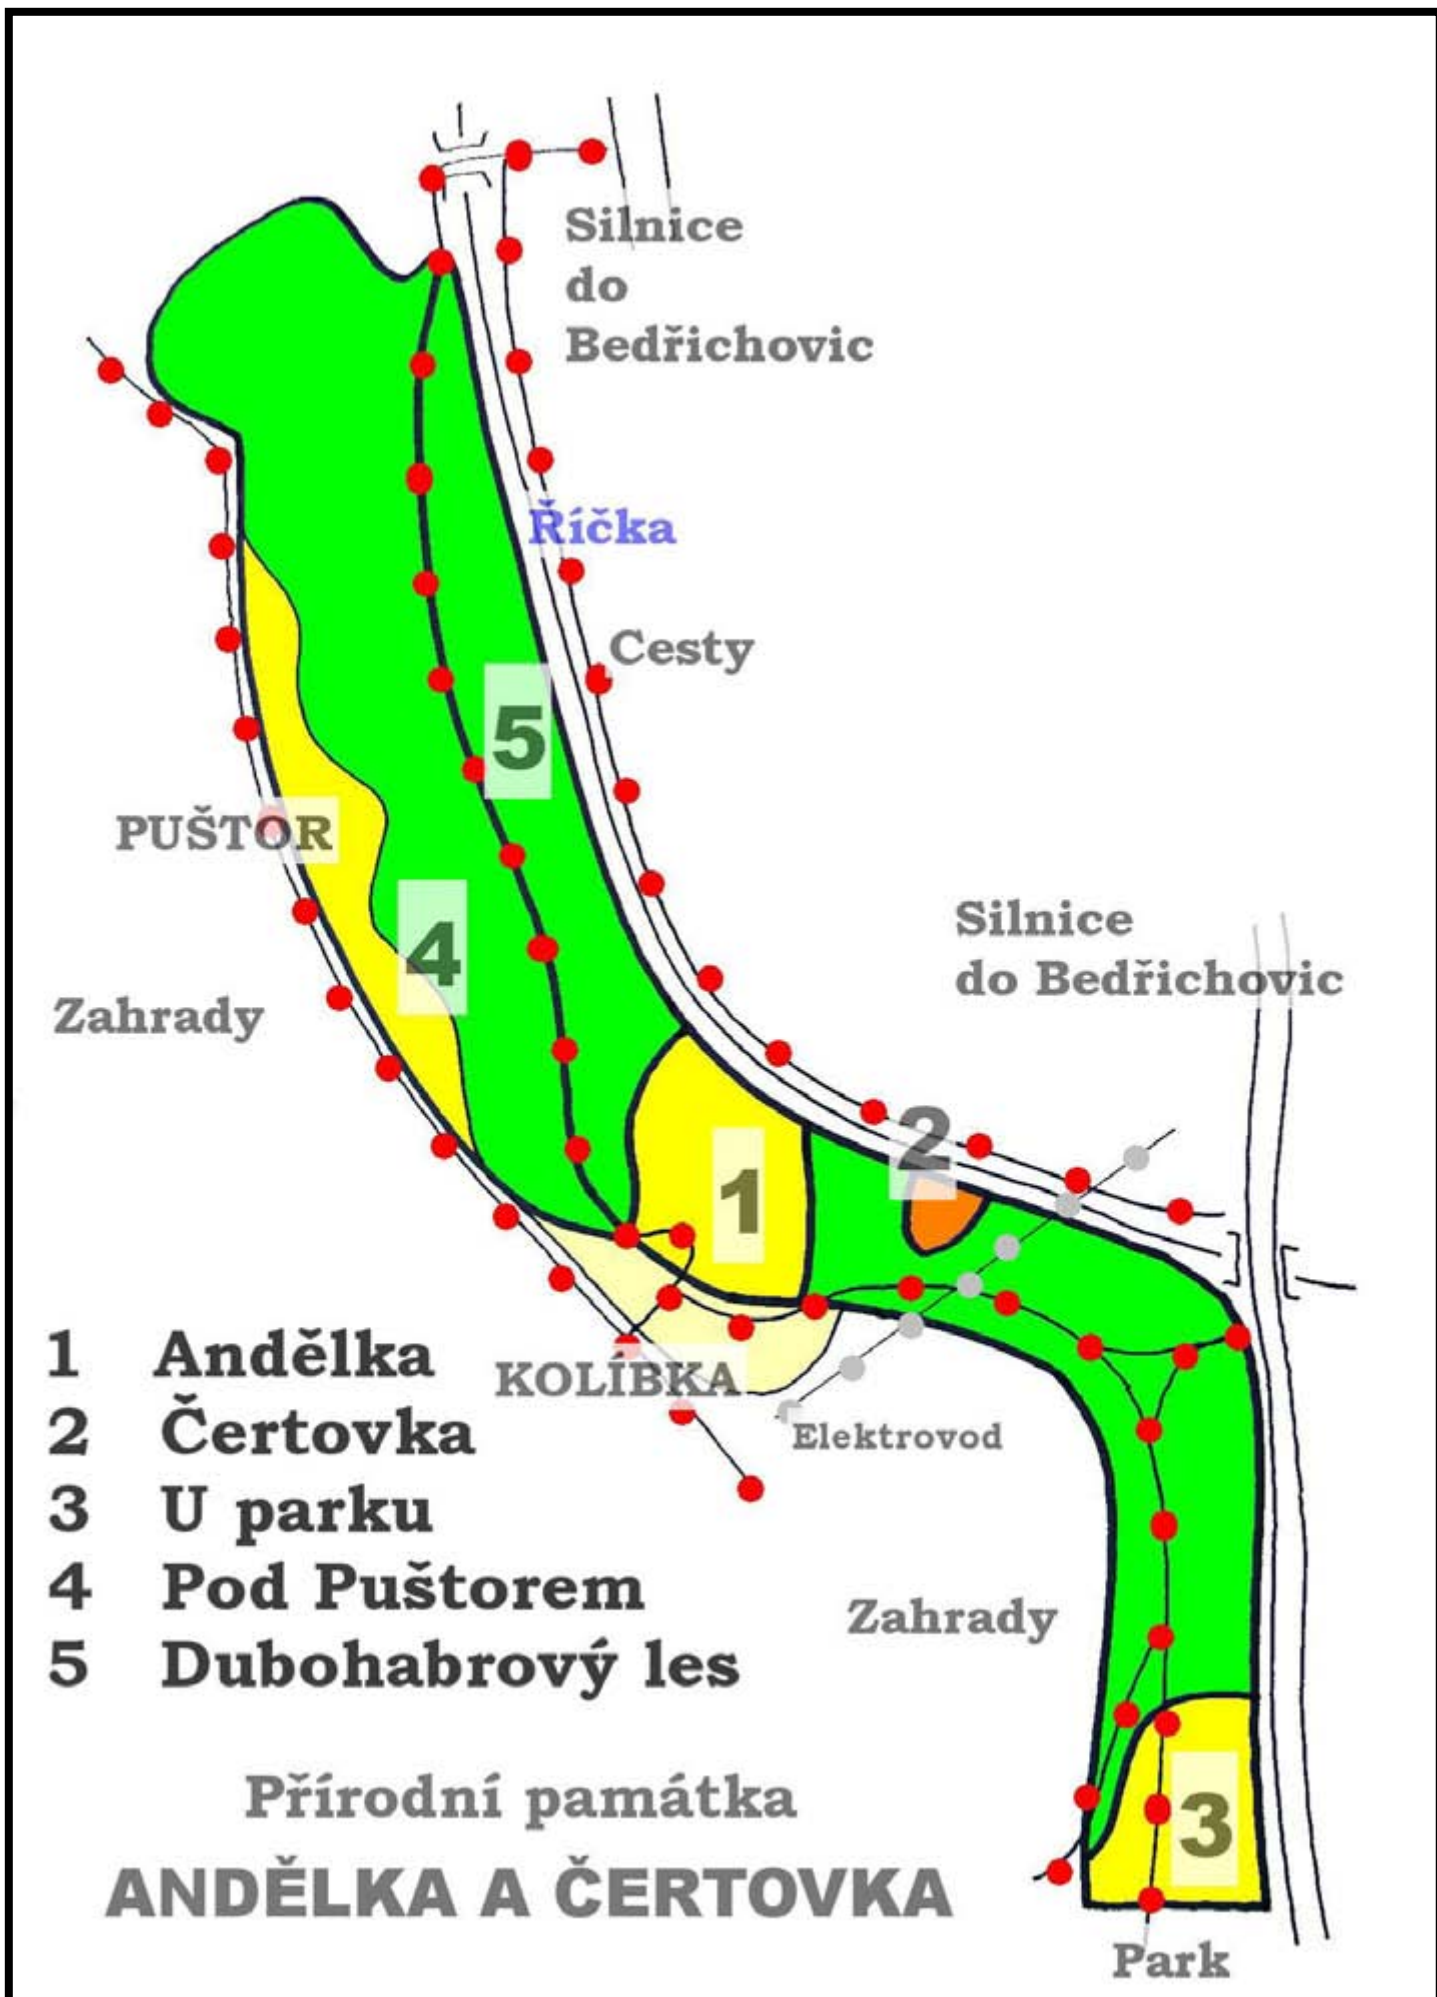 Silnice
do
Bedřichovic
Říčka
Cesty
5
PUŠTOR
4
Silnice
do Bedřichovic
Zahrady
2
1
1 Andělka
KOLÍBKA
2 Čertovka
Elektrovod
3 U parku
4 Pod Puštorem
Zahrady
5 Dubohabrový les
Přírodní památka
3
ANDĚLKA A ČERTOVKA
Park